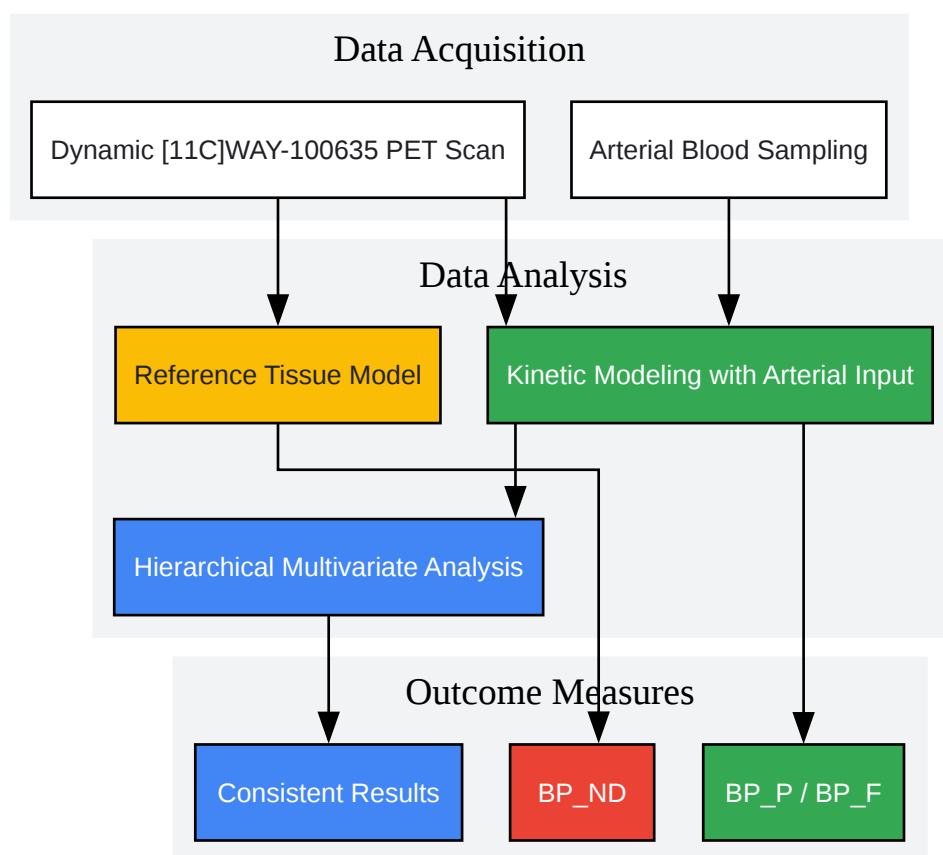 Data Acquisition
Dynamic [11C]WAY-100635 PET Scan
Arterial Blood Sampling
Data Analysis
Reference Tissue Model
Kinetic Modeling with Arterial Input
Hierarchical Multivariate Analysis
Outcome Measures
Consistent Results
BP_ND
BP_P / BP_F